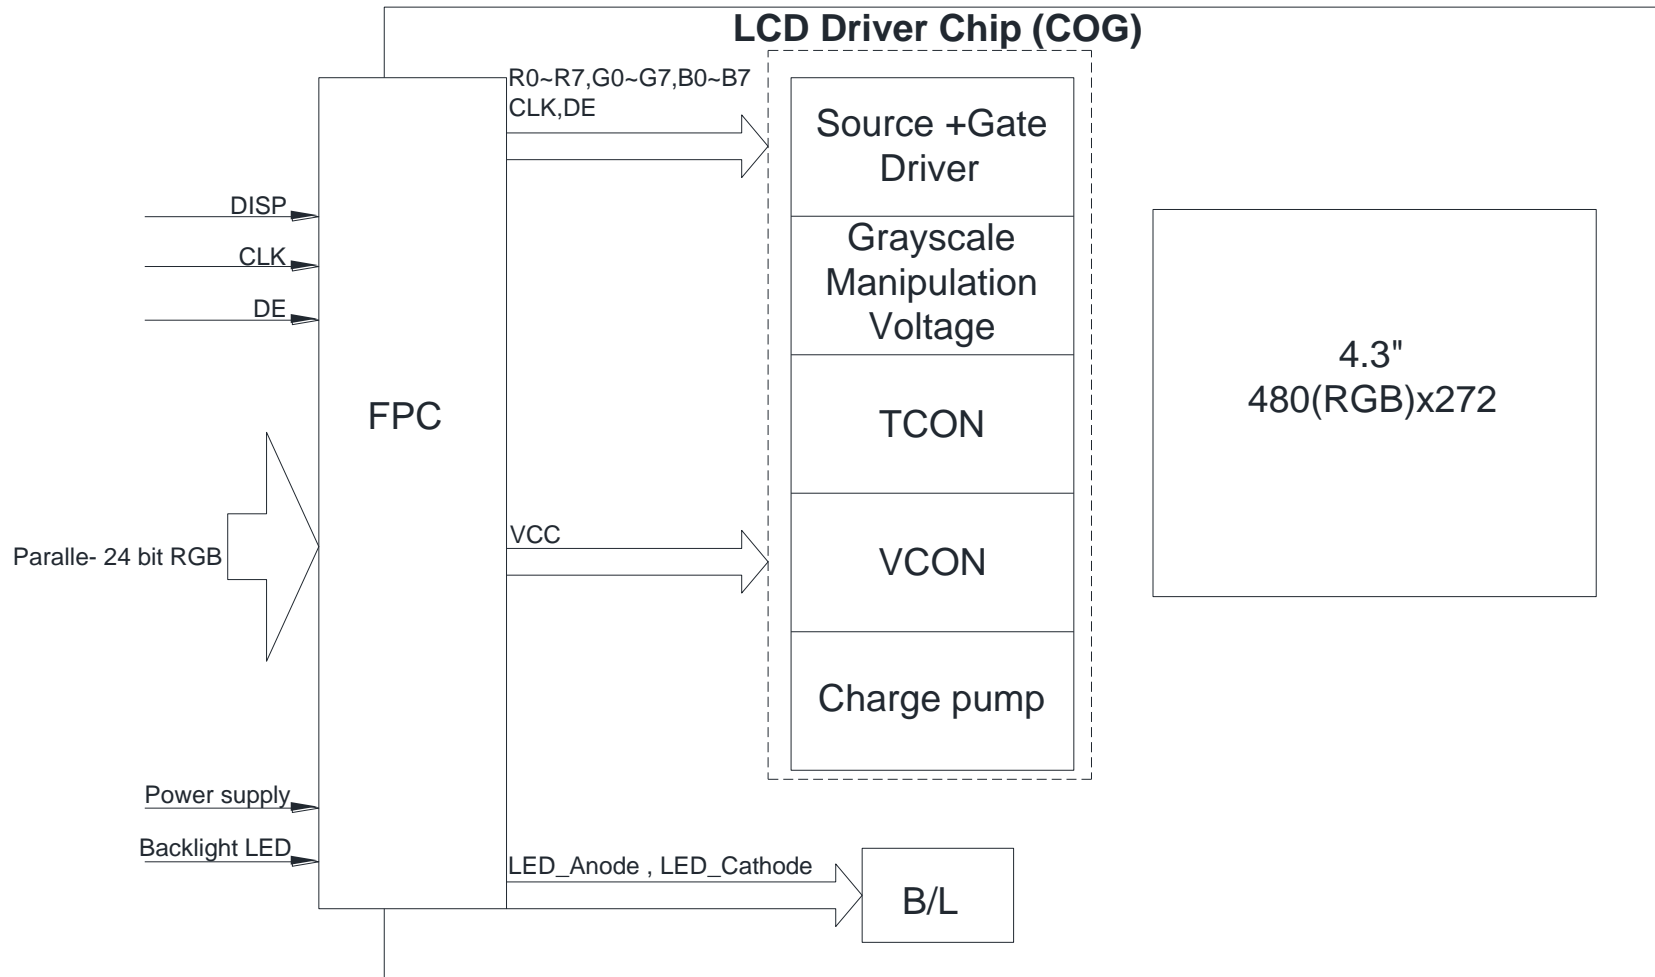 LCD Driver Chip (COG)
R0~R7,G0~G7,B0~B7
CLK,DE
Source +Gate
Driver
Grayscale
Manipulation
Voltage
TCON
VCON
Charge pump
DISP
CLK
DE
FPC
Paralle- 24 bit RGB
VCC
Power supply
Backlight LED
LED_Anode , LED_Cathode
B/L
4.3"
480(RGB)x272